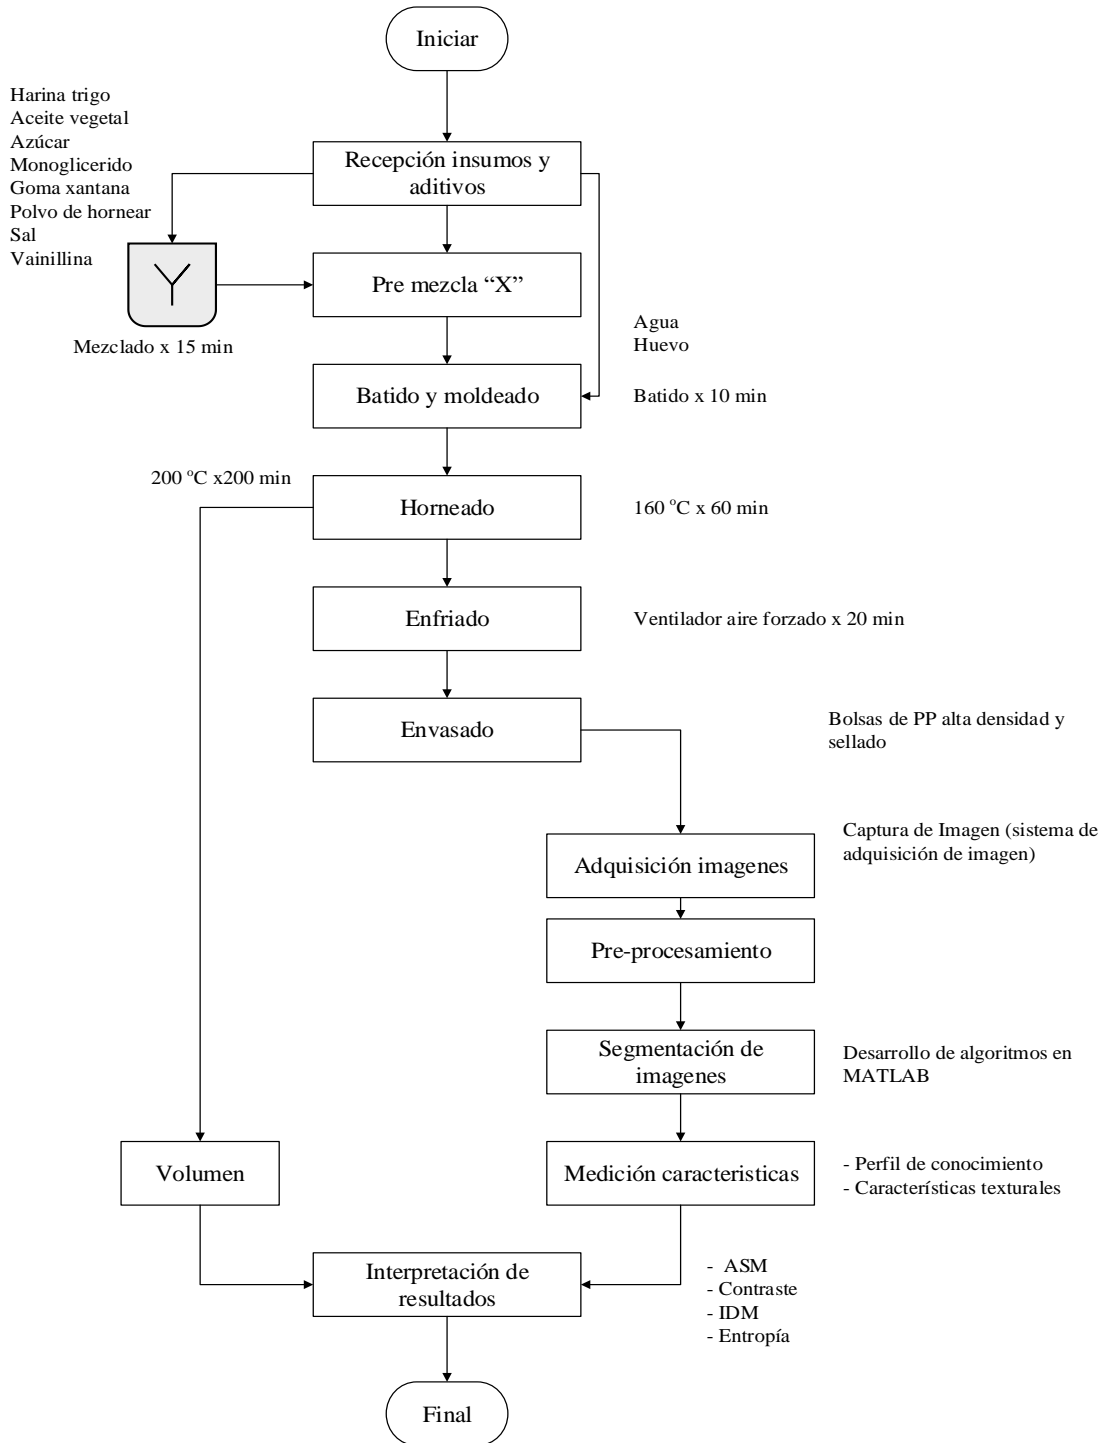 Iniciar
Harina trigo
Aceite vegetal
Azúcar
Monoglicerido
Goma xantana
Polvo de hornear
Sal
Vainillina
Recepción insumos y
aditivos
Pre mezcla “X”
Mezclado x 15 min
Agua
Huevo
Batido y moldeado
Batido x 10 min
200 °C x200 min
Horneado
160 °C x 60 min
Enfriado
Ventilador aire forzado x 20 min
Envasado
Bolsas de PP alta densidad y
sellado
Adquisición imagenes
Captura de Imagen (sistema de
adquisición de imagen)
Pre-procesamiento
Segmentación de
imagenes
Desarrollo de algoritmos en
MATLAB
Volumen
Medición caracteristicas
- Perfil de conocimiento
- Característícas texturales
Interpretación de
resultados
- ASM
- Contraste
- IDM
- Entropía
Final